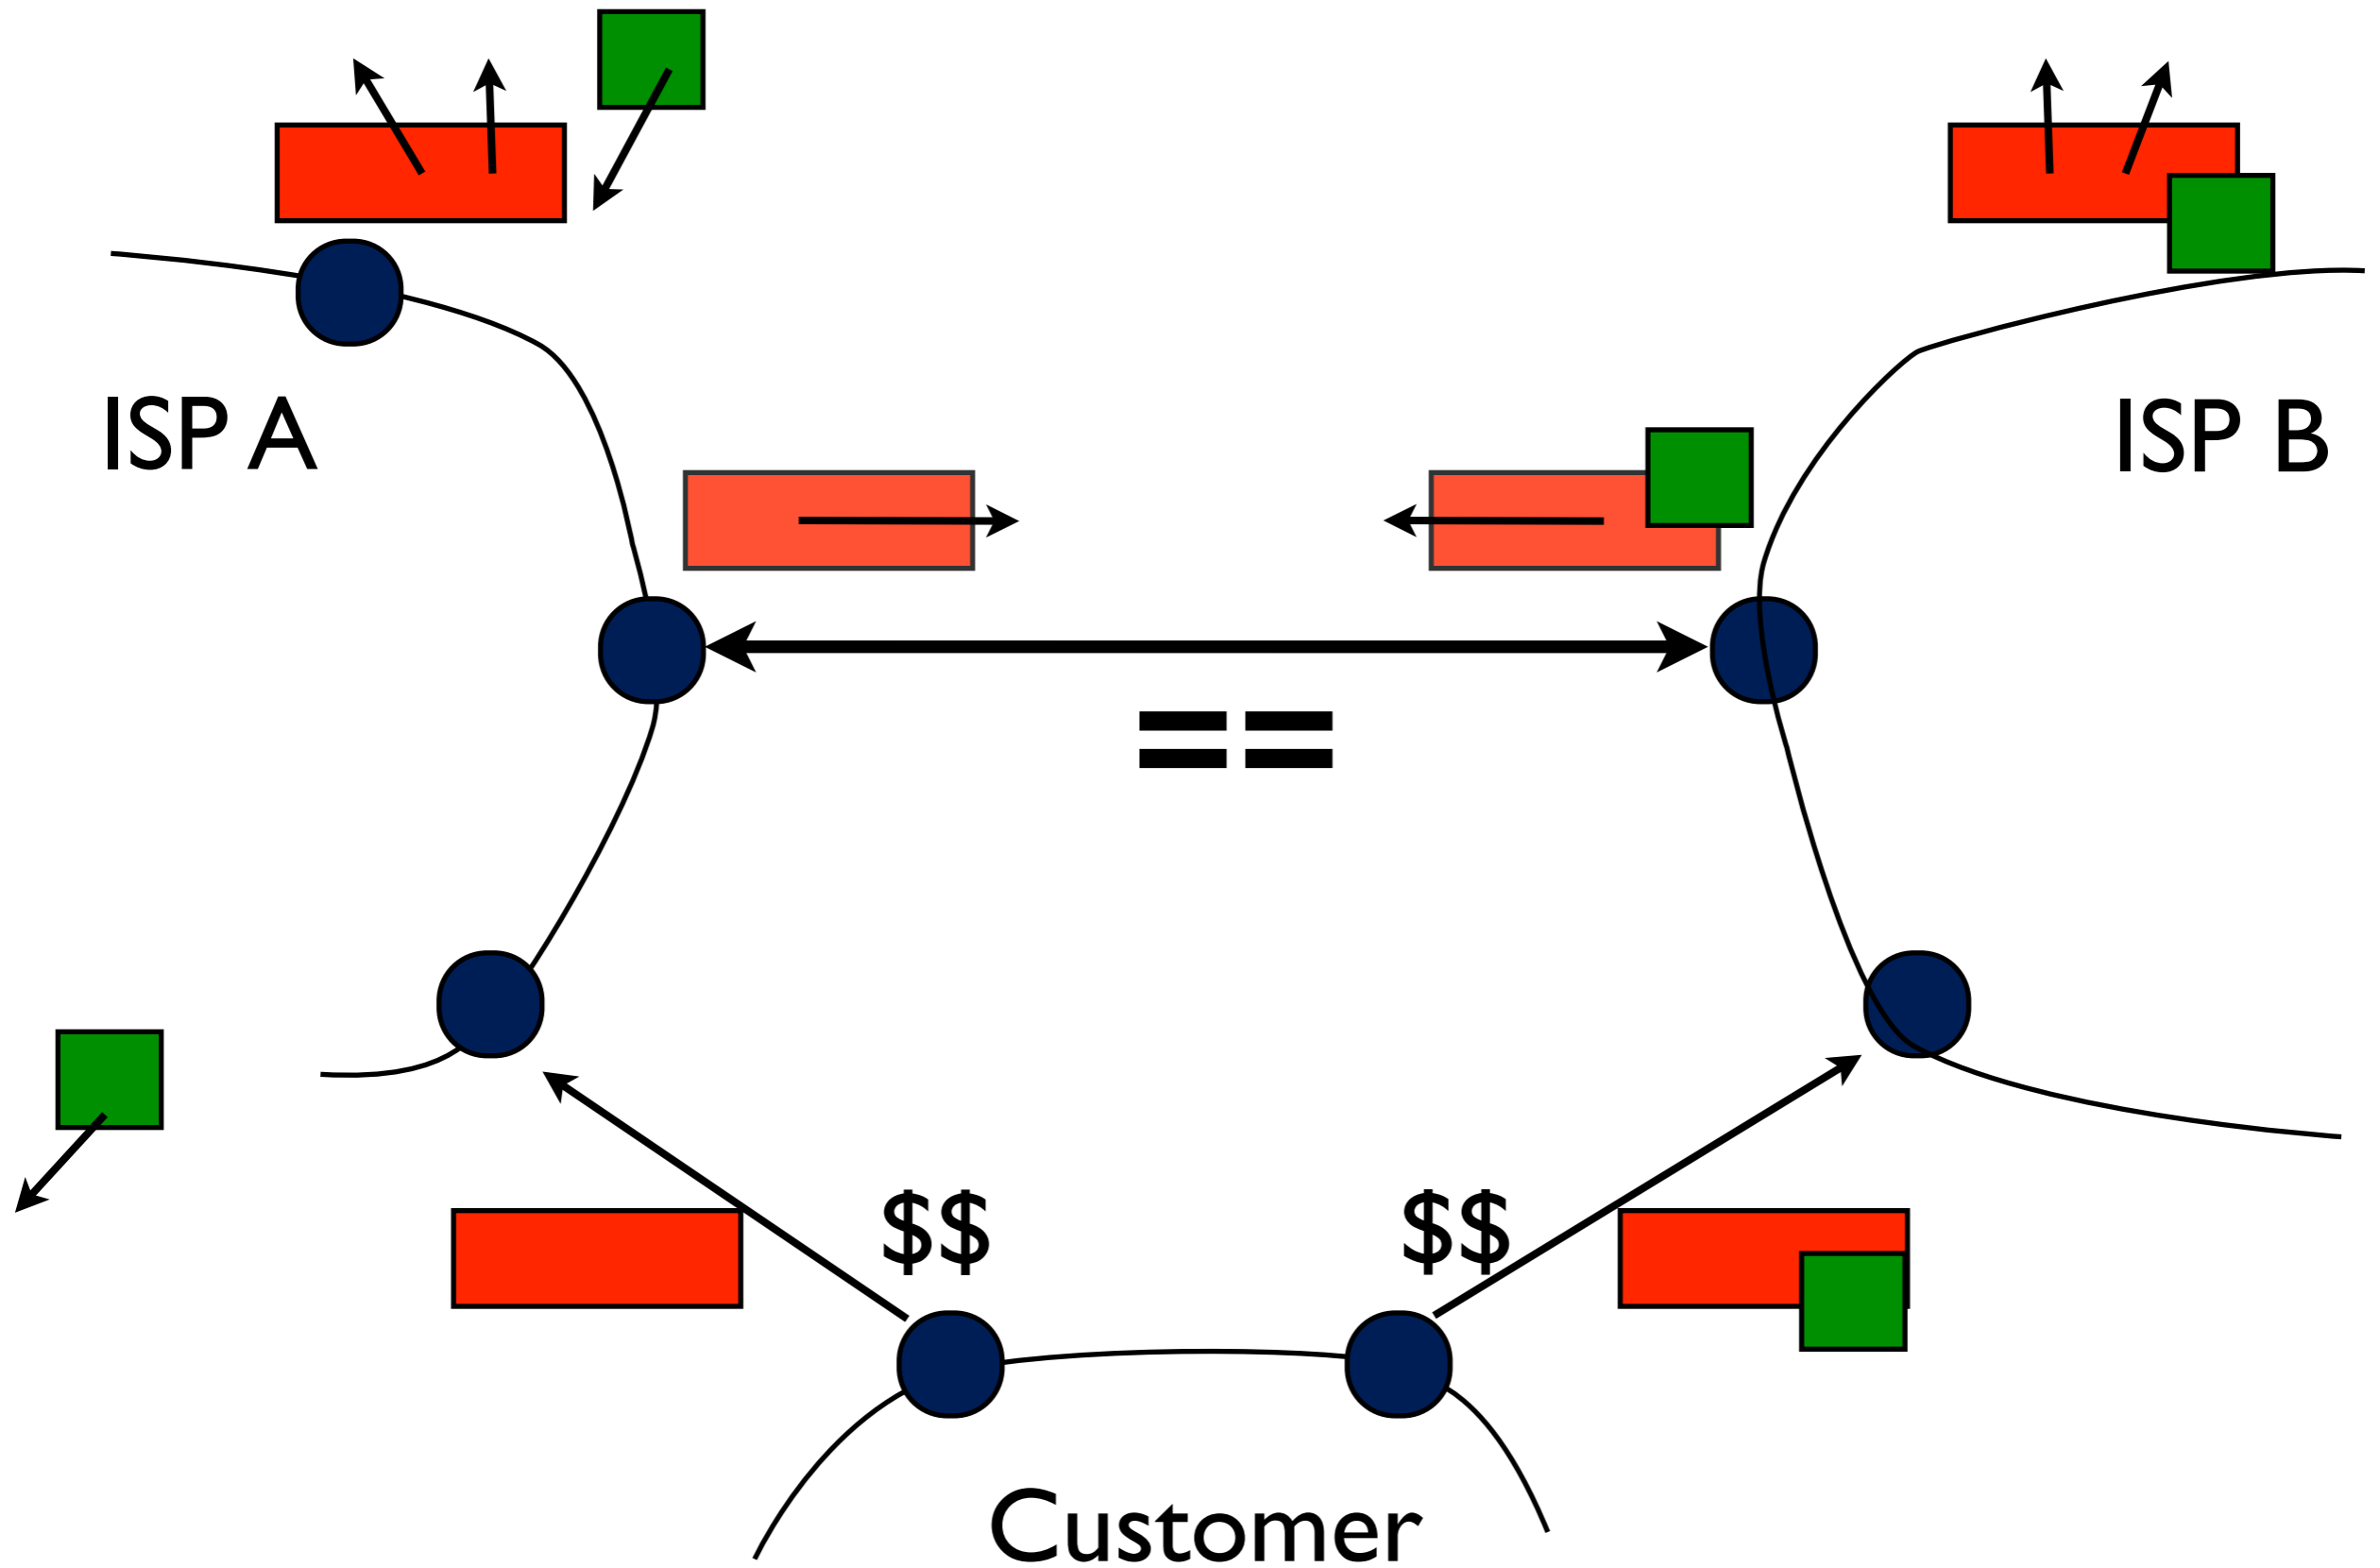 ISP A
ISP B
==
$$
$$
Customer